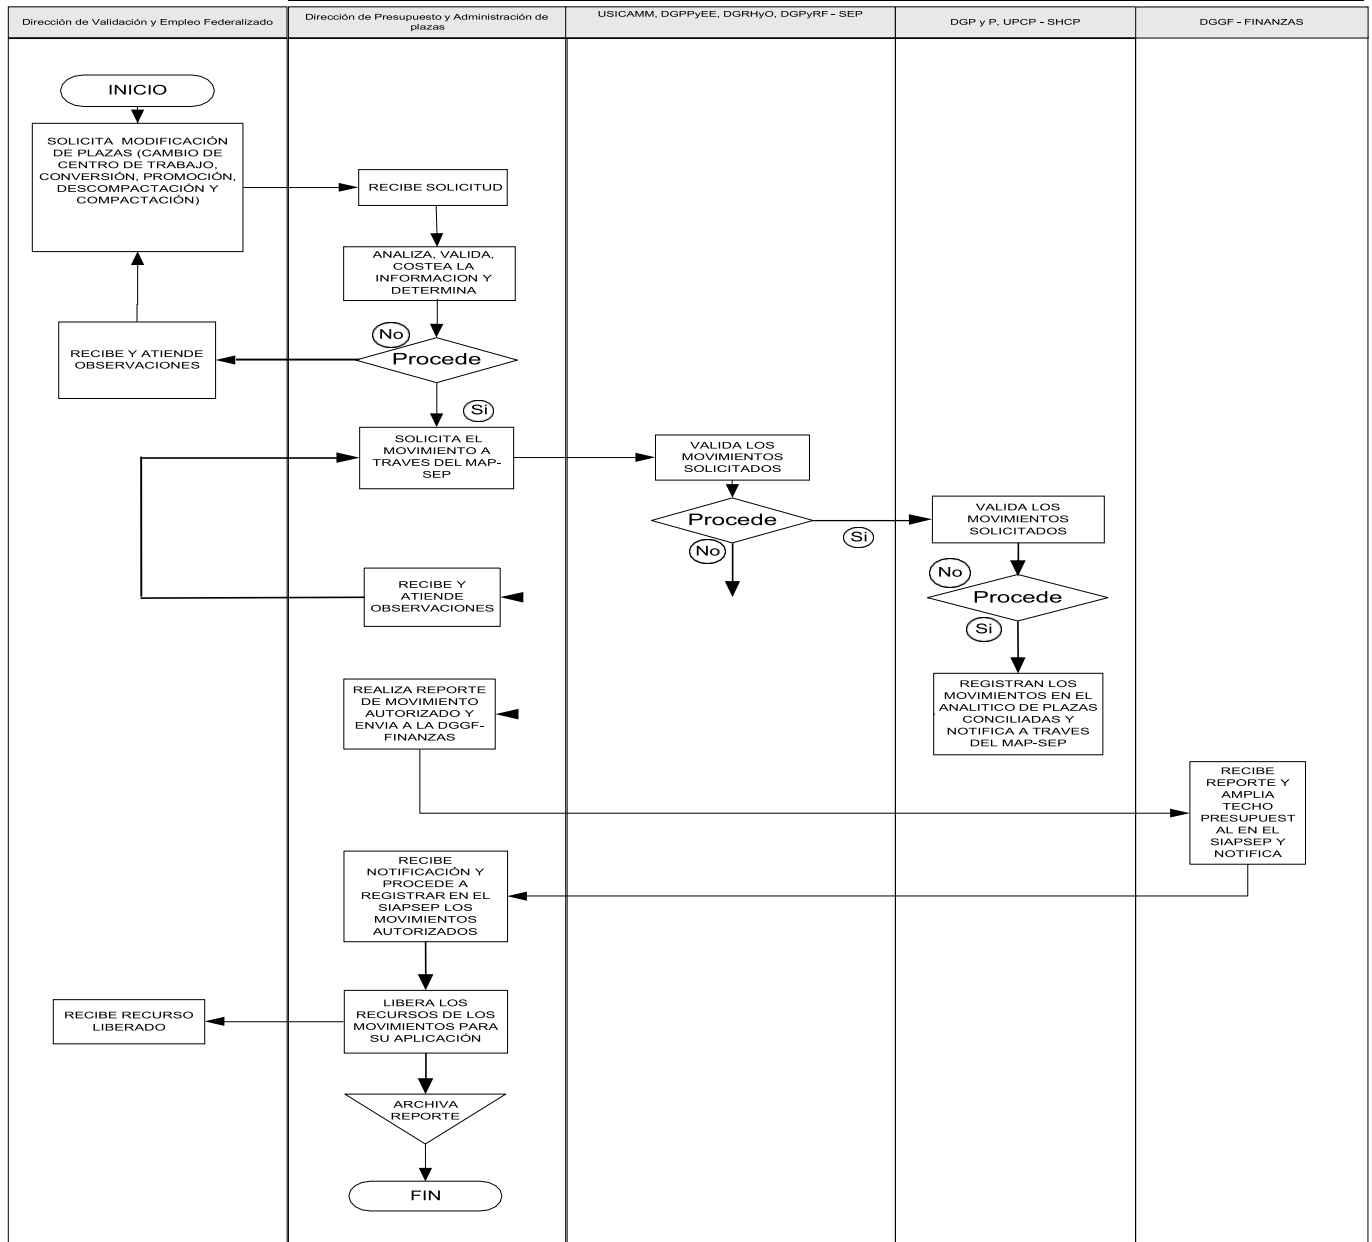 Dirección de Validación y Empleo Federalizado
Dirección de Presupuesto y Administración de
plazas
USICAMM, DGPPyEE, DGRHyO, DGPyRF - SEP
DGP y P, UPCP - SHCP
DGGF - FINANZAS
INICIO
SOLICITA MODIFICACIÓN
DE PLAZAS (CAMBIO DE
CENTRO DE TRABAJO,
CONVERSIÓN, PROMOCIÓN,
DESCOMPACTACIÓN Y
COMPACTACIÓN)
RECIBE SOLICITUD
ANALIZA, VALIDA,
COSTEA LA
INFORMACION Y
DETERMINA
No
Procede
RECIBE Y ATIENDE
OBSERVACIONES
Si
SOLICITA EL
MOVIMIENTO A
TRAVES DEL MAP-
SEP
VALIDA LOS
MOVIMIENTOS
SOLICITADOS
Procede
Si
No
VALIDA LOS
MOVIMIENTOS
SOLICITADOS
No
Procede
Si
RECIBE Y
ATIENDE
OBSERVACIONES
REGISTRAN LOS
MOVIMIENTOS EN EL
ANALITICO DE PLAZAS
CONCILIADAS Y
NOTIFICA A TRAVES
DEL MAP-SEP
REALIZA REPORTE
DE MOVIMIENTO
AUTORIZADO Y
ENVIA A LA DGGF-
FINANZAS
RECIBE
REPORTE Y
AMPLIA
TECHO
PRESUPUEST
AL EN EL
SIAPSEP Y
NOTIFICA
RECIBE
NOTIFICACIÓN Y
PROCEDE A
REGISTRAR EN EL
SIAPSEP LOS
MOVIMIENTOS
AUTORIZADOS
LIBERA LOS
RECURSOS DE LOS
MOVIMIENTOS PARA
SU APLICACIÓN
RECIBE RECURSO
LIBERADO
ARCHIVA
REPORTE
FIN